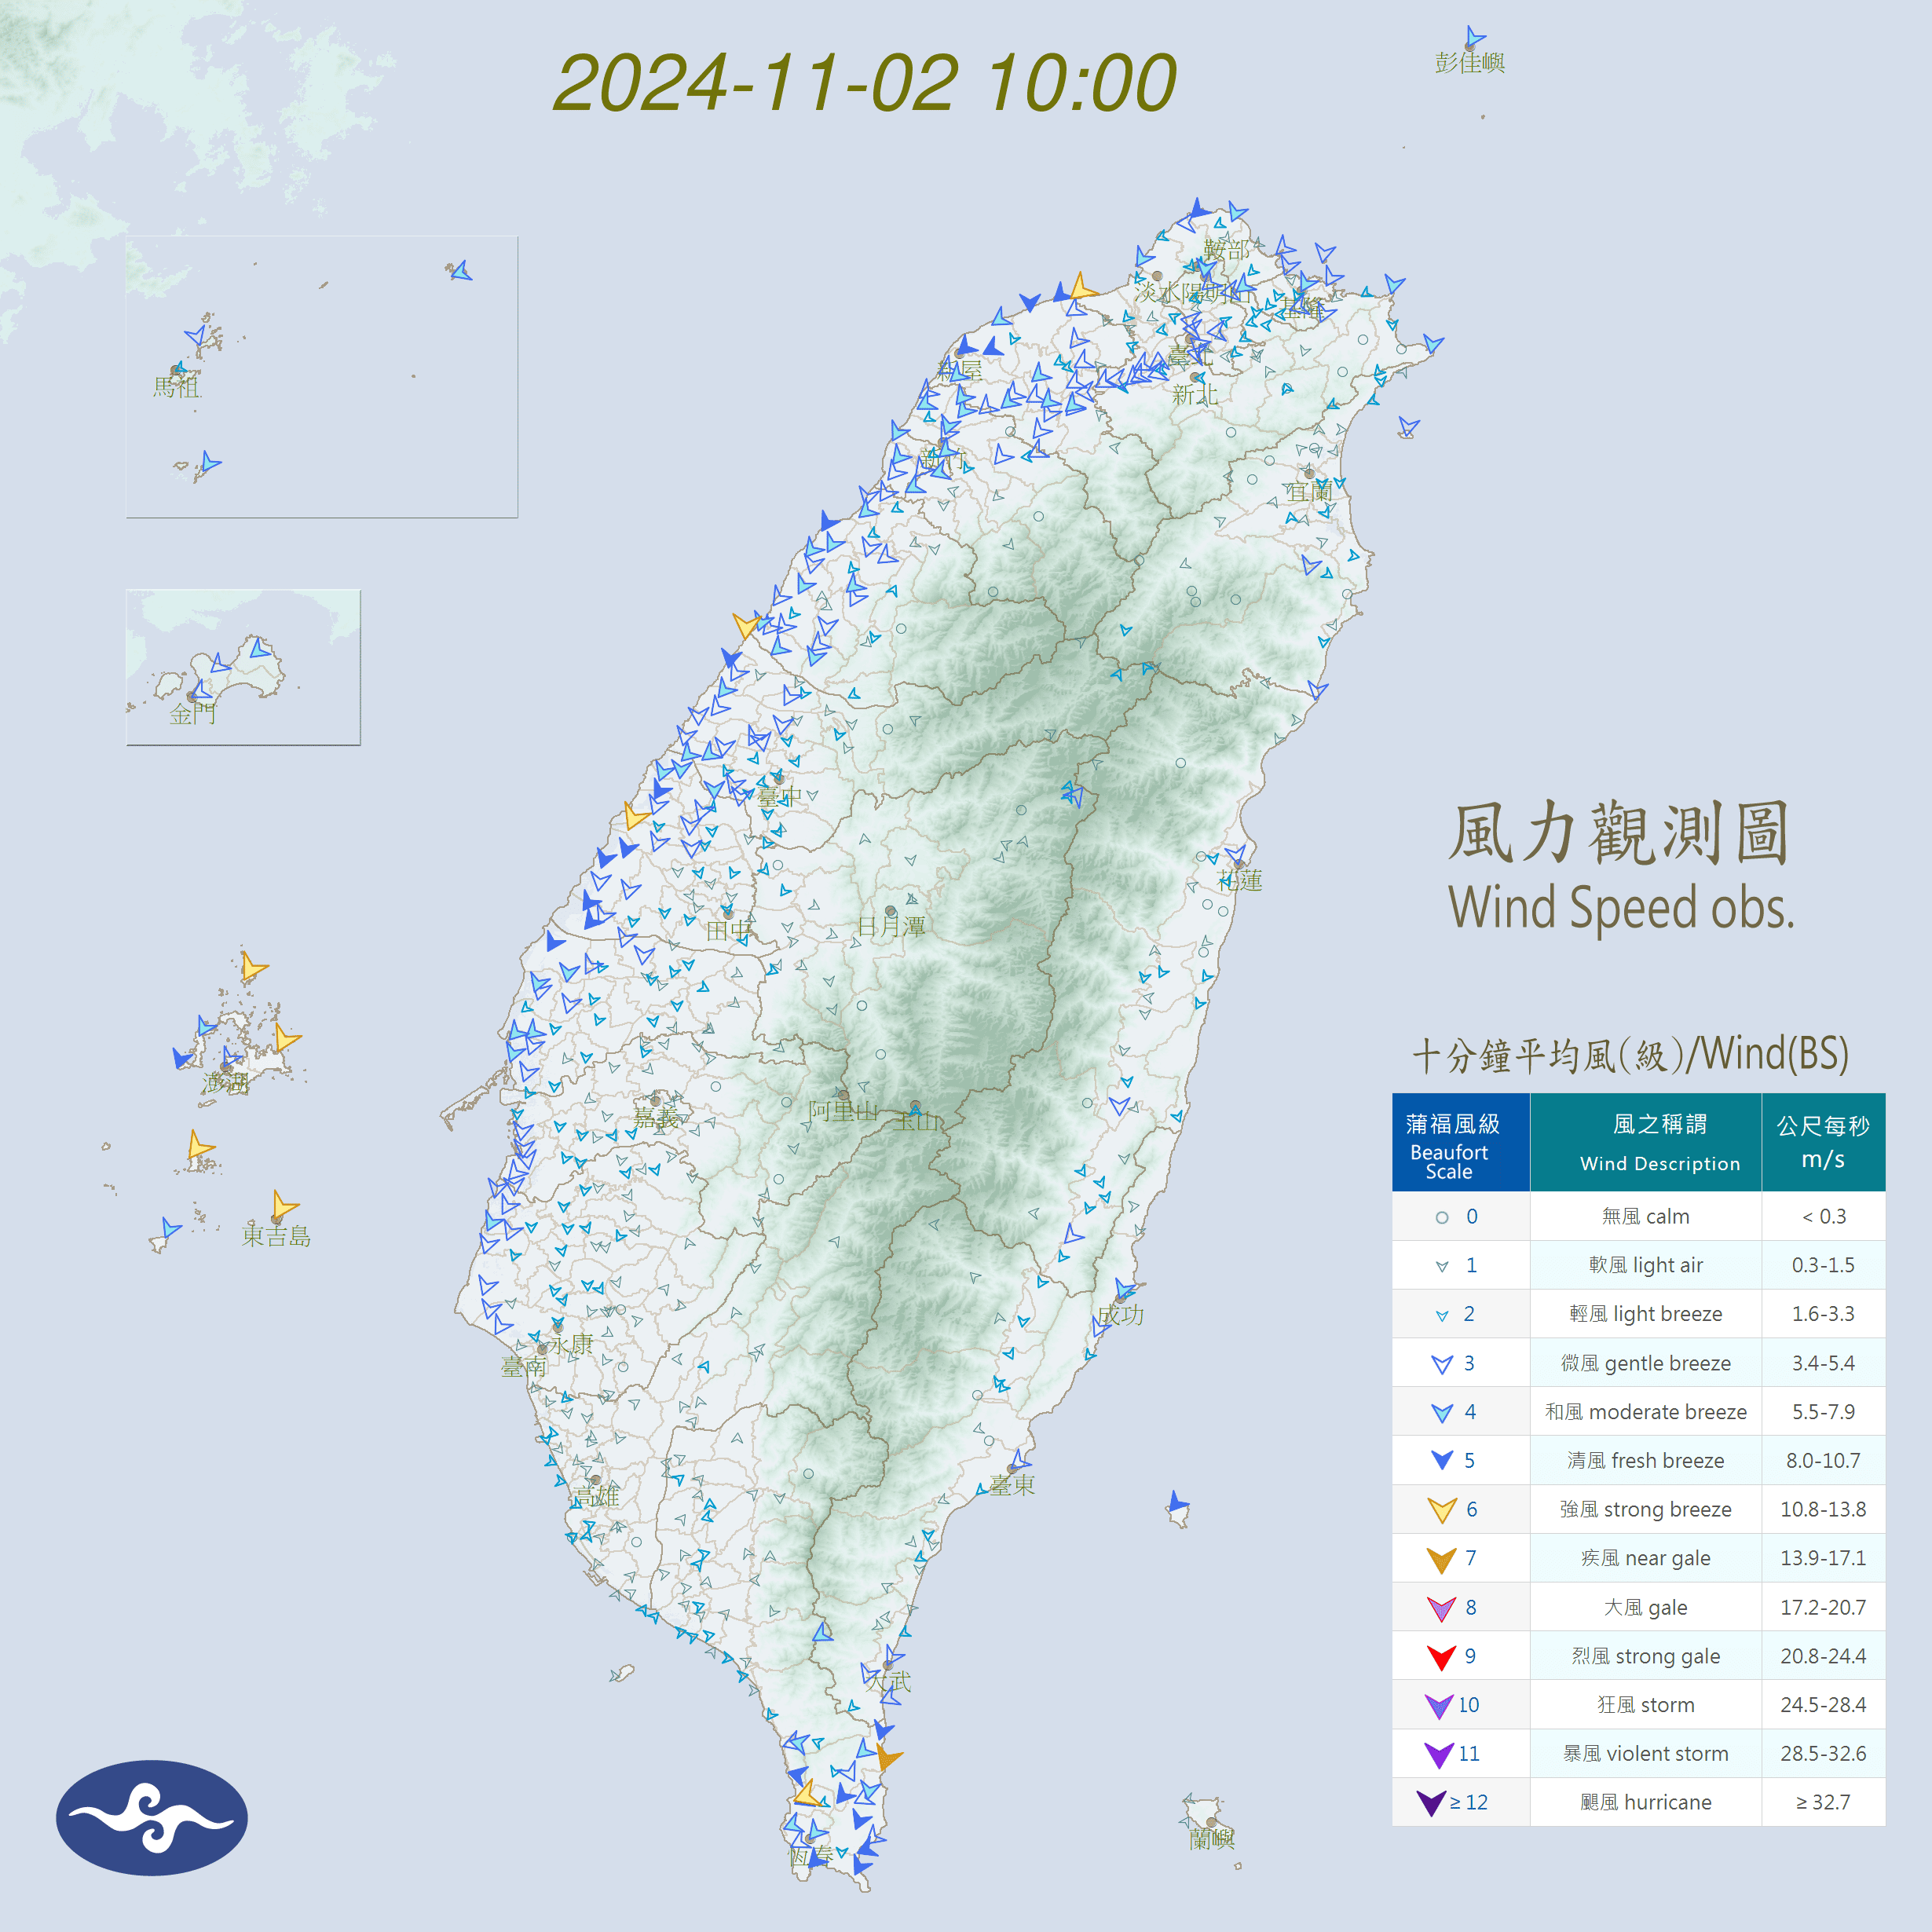 2024-11-02 10:00
彭佳嶼
鞍部
淡水
陽明山
基隆
臺北
新屋
新北
馬祖
新竹
宜蘭
金門
臺中
花蓮
田中
日月潭
風力觀測圖
Wind Speed obs.
澎湖
阿里山
玉山
嘉義
東吉島
成功
永康
臺南
臺東
高雄
大武
恆春
蘭嶼
十分鐘平均風(級)/Wind(BS)
蒲福風級 風之稱謂 公尺每秒
Beaufort Scale Wind Description m/s
0 無風 calm < 0.3
1 軟風 light air 0.3-1.5
2 輕風 light breeze 1.6-3.3
3 微風 gentle breeze 3.4-5.4
4 和風 moderate breeze 5.5-7.9
5 清風 fresh breeze 8.0-10.7
6 強風 strong breeze 10.8-13.8
7 疾風 near gale 13.9-17.1
8 大風 gale 17.2-20.7
9 烈風 strong gale 20.8-24.4
10 狂風 storm 24.5-28.4
11 暴風 violent storm 28.5-32.6
≥ 12 颶風 hurricane ≥ 32.7